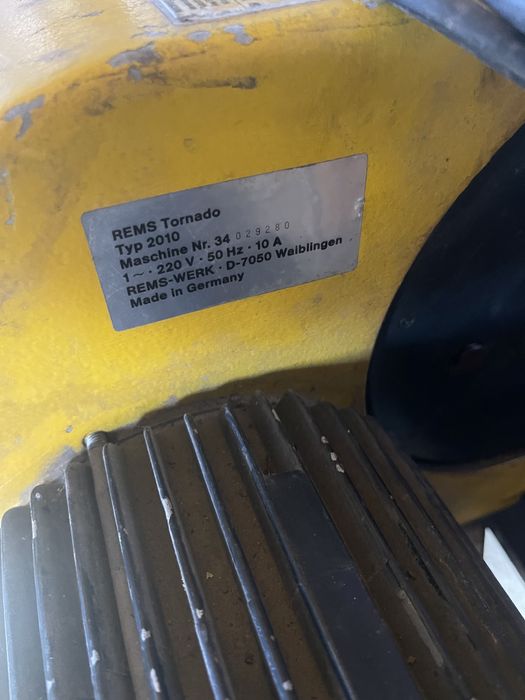 REMS Tornado
Typ 2010
Maschine Nr. 34 029280
1 ~ · 220 V · 50 Hz · 10 A
REMS-WERK · D-7050 Waiblingen
Made in Germany